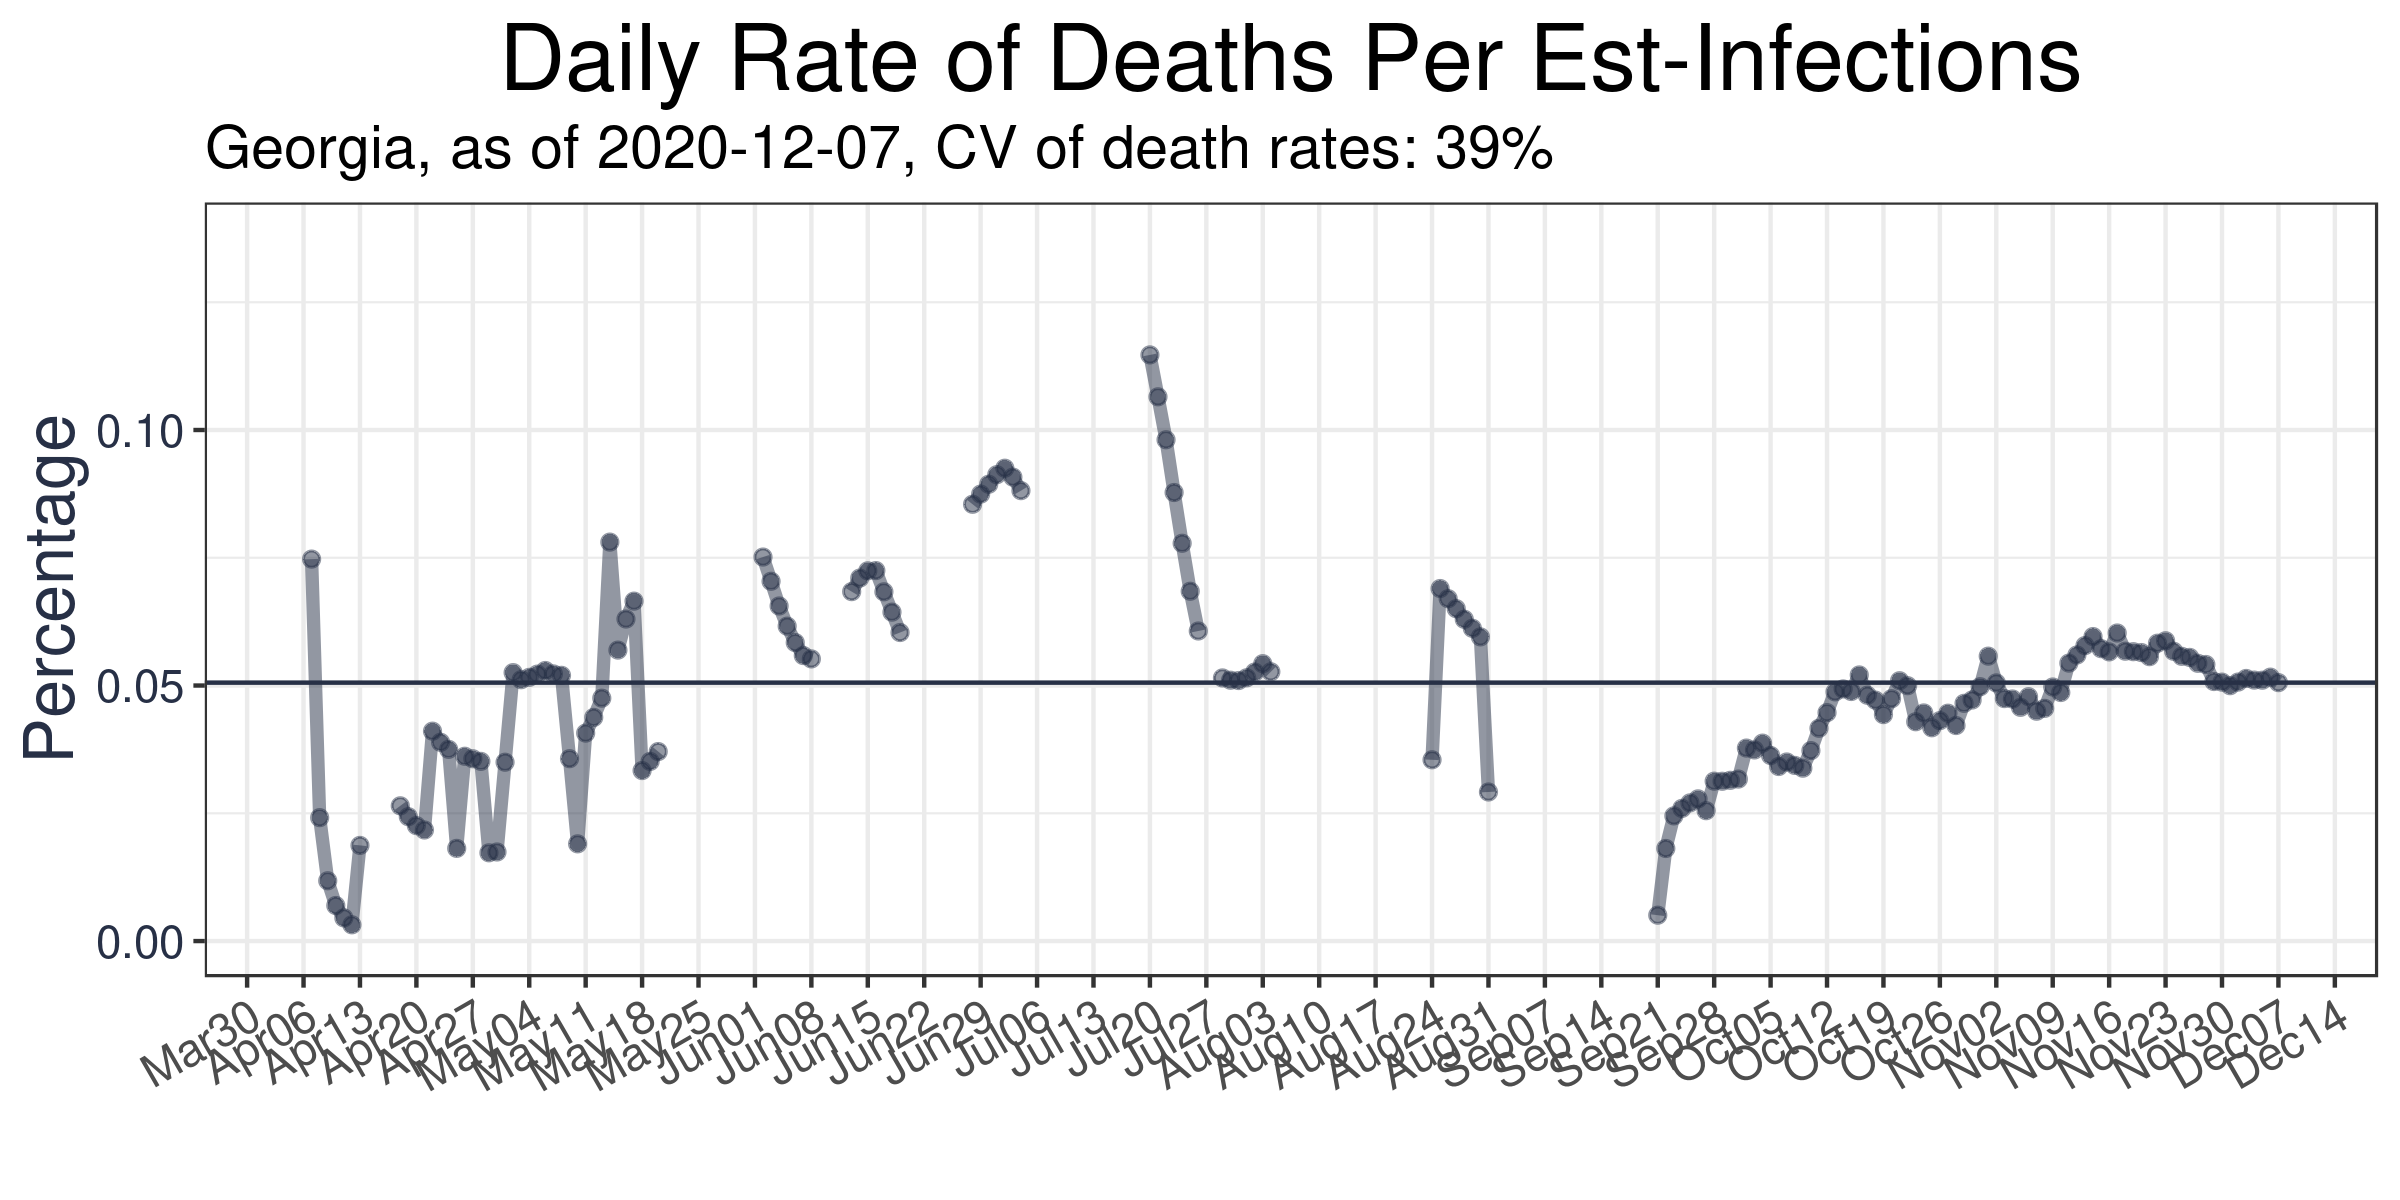 Daily Rate of Deaths Per Est-Infections
Georgia, as of 2020-12-07, CV of death rates: 39%
Percentage
0.10
0.05
0.00
Mar30 Apr06 Apr13 Apr20 Apr27 May04 May11 May18 May25 Jun01 Jun08 Jun15 Jun22 Jun29 Jul06 Jul13 Jul20 Jul27 Aug03 Aug10 Aug17 Aug24 Aug31 Sep07 Sep14 Sep21 Sep28 Oct05 Oct12 Oct19 Oct26 Nov02 Nov09 Nov16 Nov23 Nov30 Dec07 Dec14